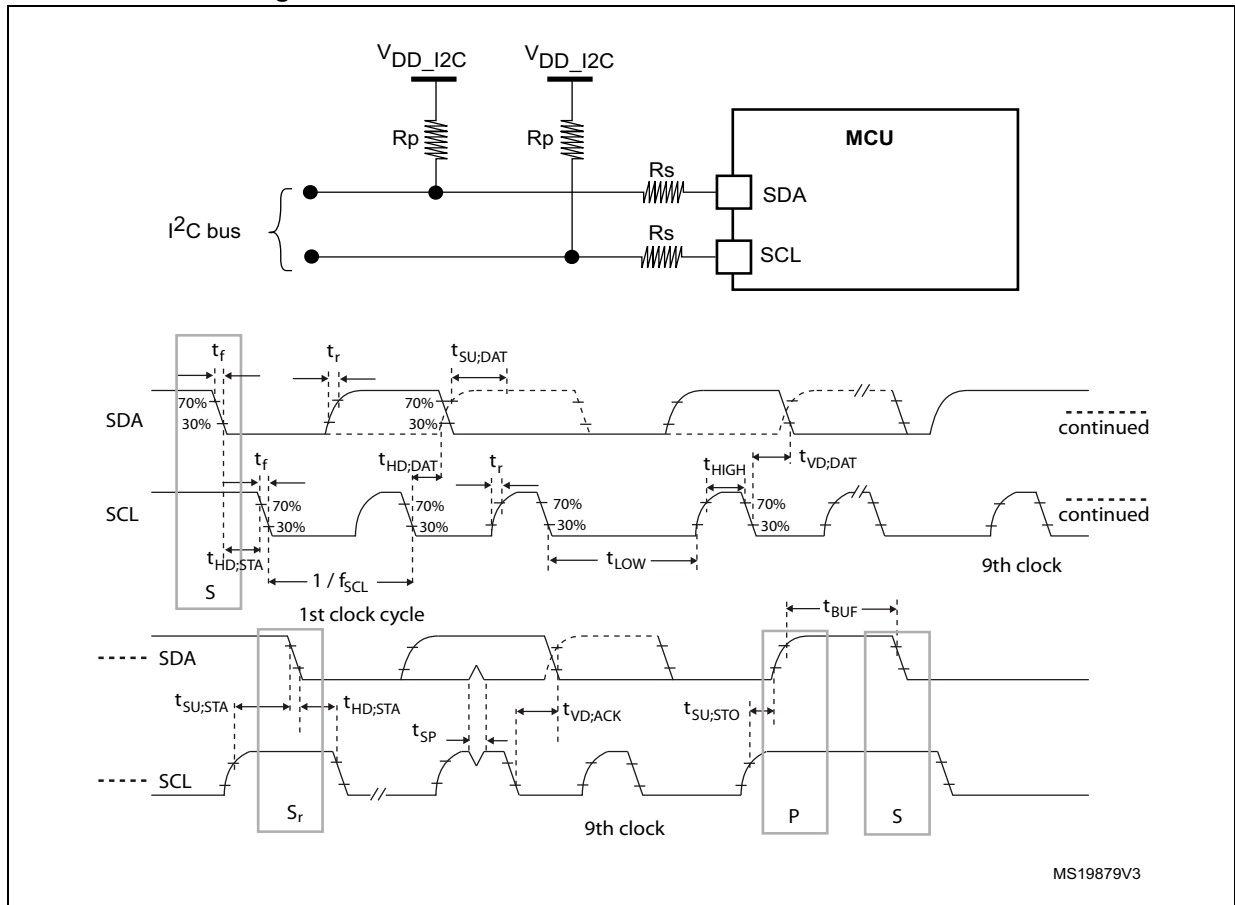 V_DD_I2C V_DD_I2C
Rp Rp
MCU
Rs
SDA
I²C bus
Rs
SCL
t_f t_r t_SU;DAT
70% 70%
SDA
30% 30%
continued
t_HD;DAT t_HIGH t_VD;DAT
t_f t_r
70% 70% 70%
SCL
30% 30% 30%
continued
t_HD;STA t_LOW 9th clock
1 / f_SCL
S
1st clock cycle
t_BUF
SDA
t_SU;STA t_HD;STA t_SP t_VD;ACK t_SU;STO
SCL
S_r P S
9th clock
MS19879V3